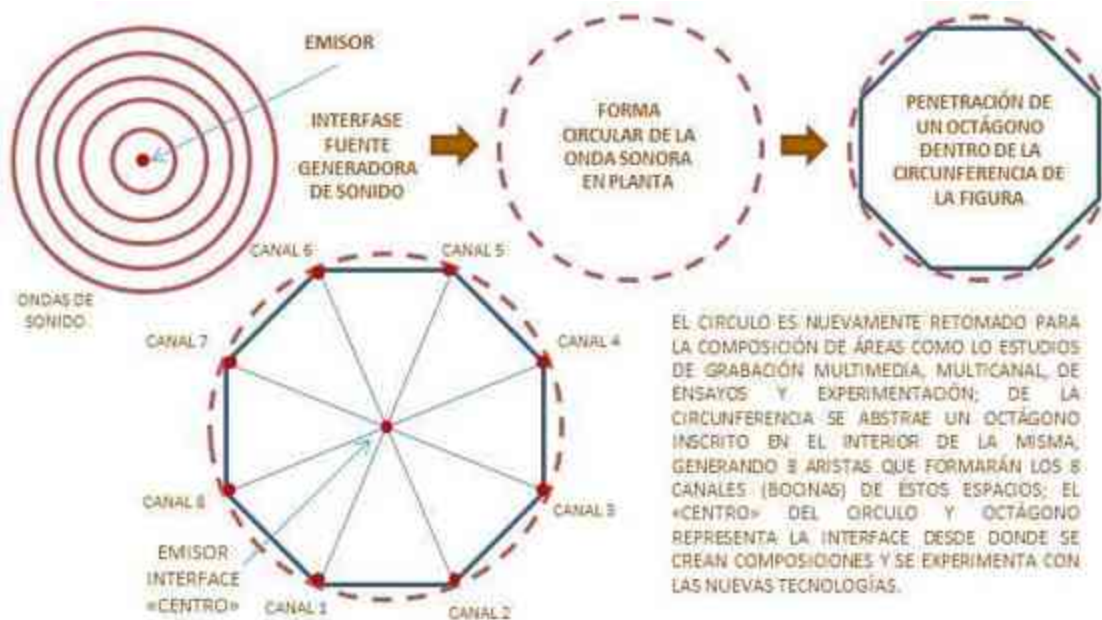 EMISOR
INTERFASE
FUENTE
GENERADORA
DE SONIDO
FORMA
CIRCULAR DE LA
ONDA SONORA
EN PLANTA
PENETRACIÓN DE
UN OCTÁGONO
DENTRO DE LA
CIRCUNFERENCIA DE
LA FIGURA
ONDAS DE
SONIDO
CANAL 6
CANAL 5
CANAL 7
CANAL 4
CANAL 8
CANAL 3
EMISOR
INTERFACE
«CENTRO»
CANAL 1
CANAL 2
EL CIRCULO ES NUEVAMENTE RETOMADO PARA
LA COMPOSICIÓN DE ÁREAS COMO LO ESTUDIOS
DE GRABACIÓN MULTIMEDIA, MULTICANAL, DE
ENSAYOS Y EXPERIMENTACIÓN; DE LA
CIRCUNFERENCIA SE ABSTRAE UN OCTÁGONO
INSCRITO EN EL INTERIOR DE LA MISMA,
GENERANDO 8 ARISTAS QUE FORMARÁN LOS 8
CANALES (BOCINAS) DE ÉSTOS ESPACIOS; EL
«CENTRO» DEL CIRCULO Y OCTÁGONO
REPRESENTA LA INTERFACE DESDE DONDE SE
CREAN COMPOSICIONES Y SE EXPERIMENTA CON
LAS NUEVAS TECNOLOGÍAS.